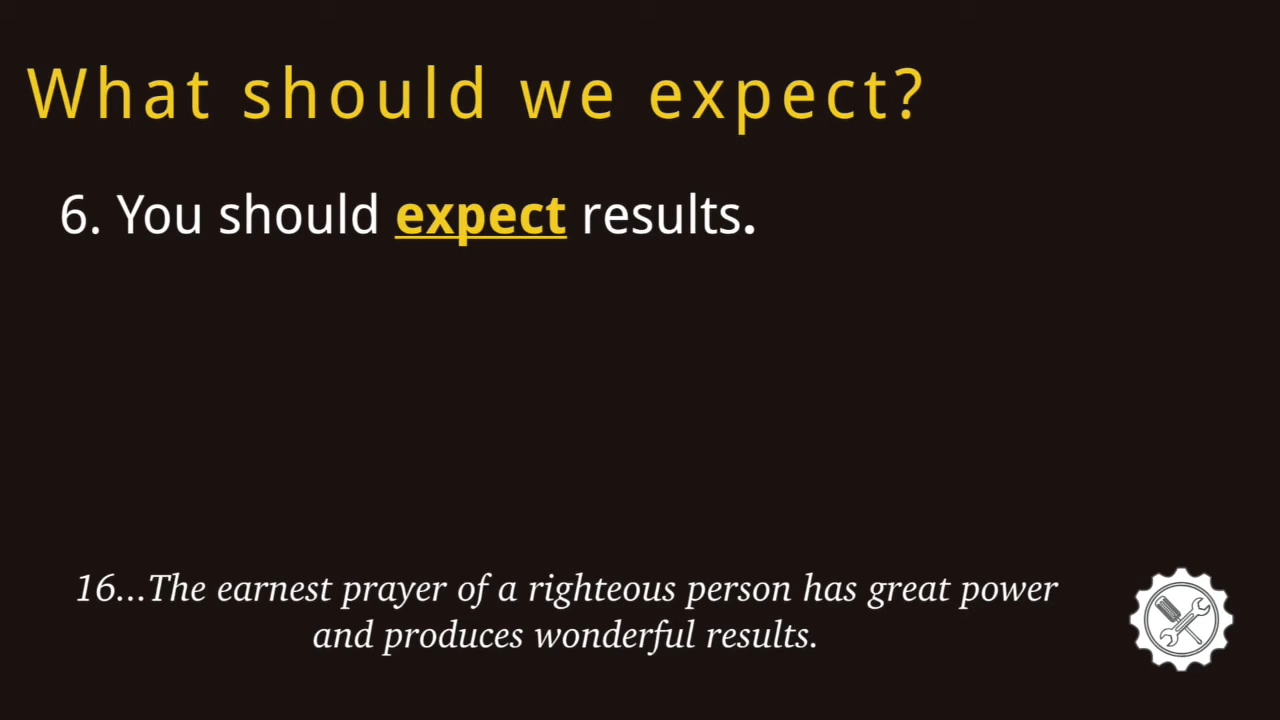 What should we expect?
6. You should expect results.
16...The earnest prayer of a righteous person has great power
and produces wonderful results.